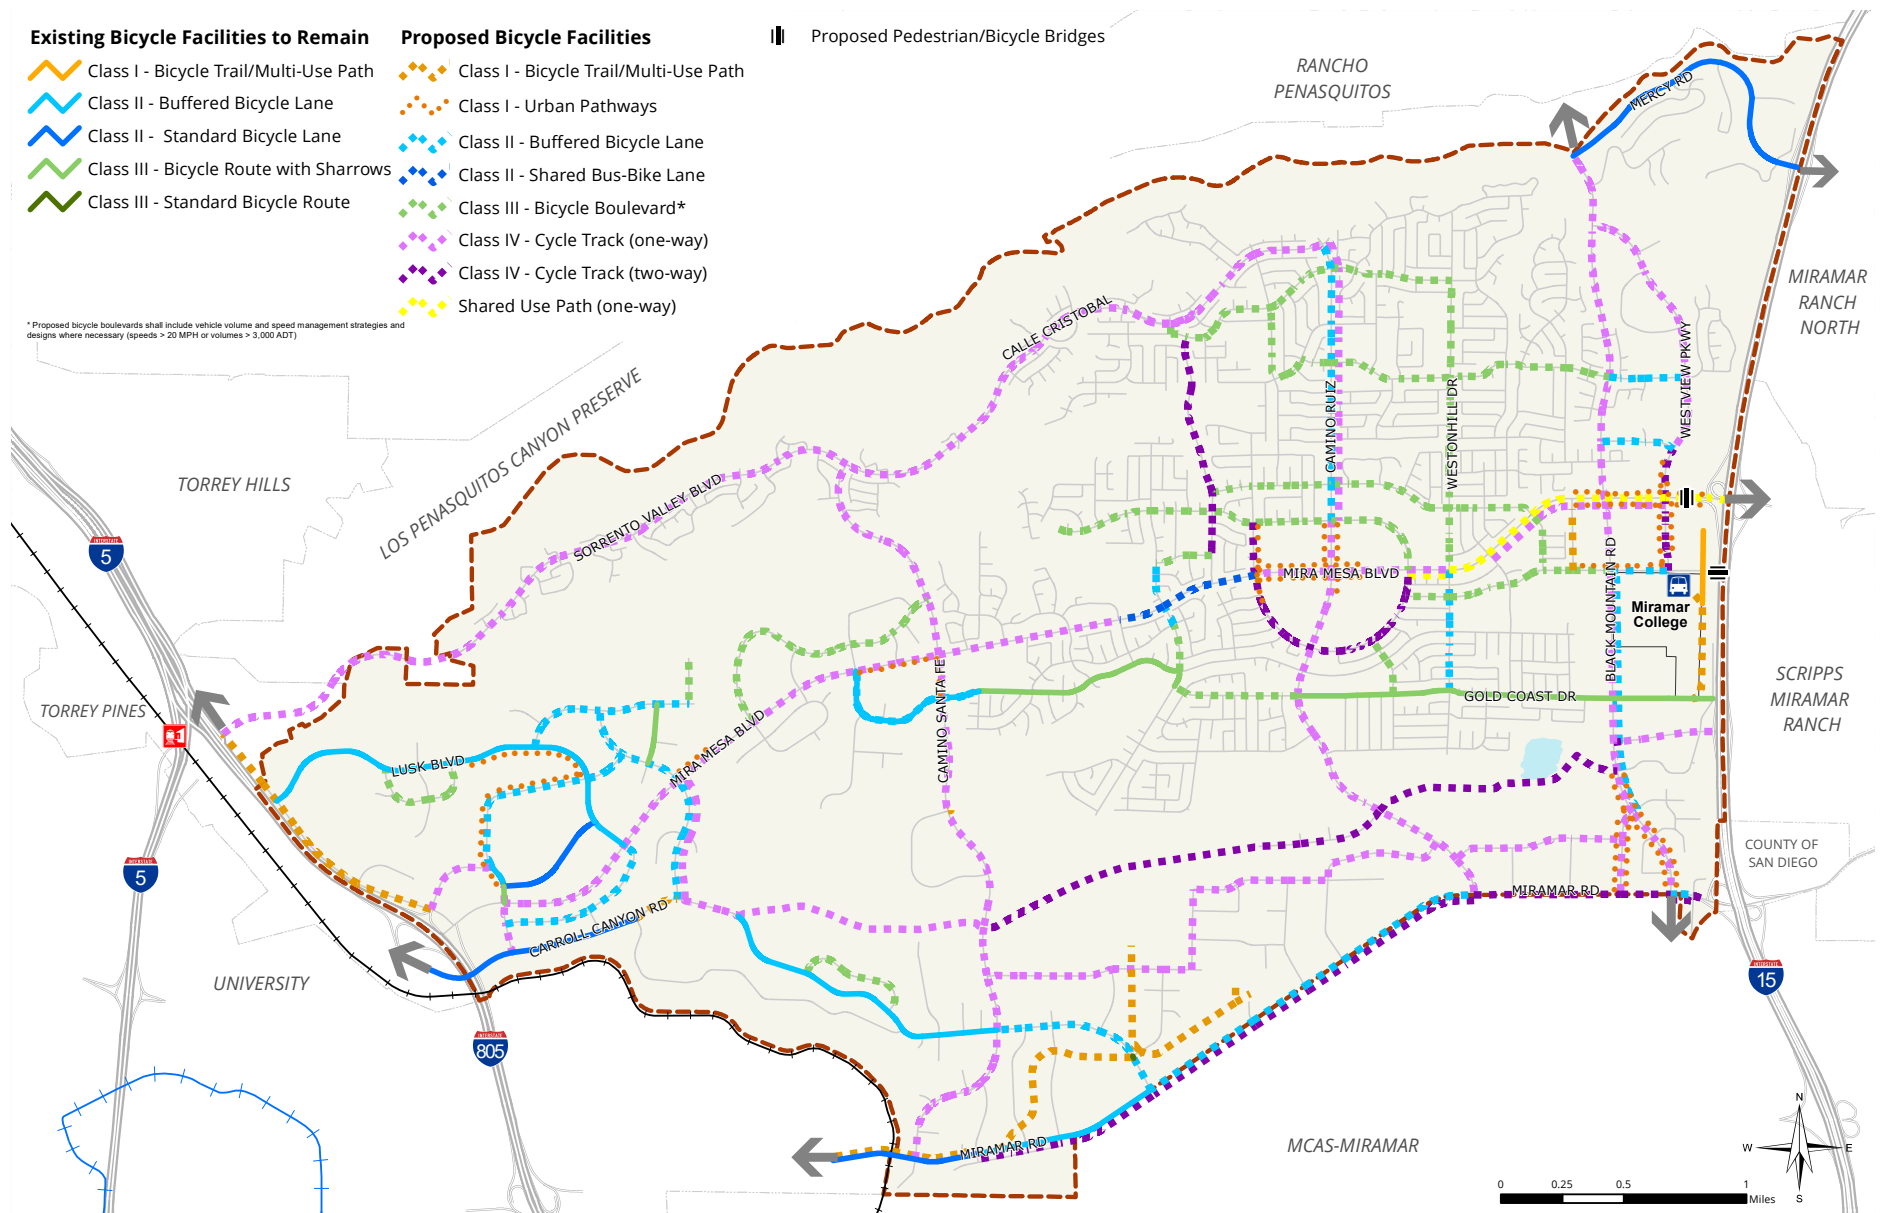 Existing Bicycle Facilities to Remain
Class I - Bicycle Trail/Multi-Use Path
Class II - Buffered Bicycle Lane
Class II -  Standard Bicycle Lane
Class III - Bicycle Route with Sharrows
Class III - Standard Bicycle Route
Proposed Bicycle Facilities
Class I - Bicycle Trail/Multi-Use Path
Class I - Urban Pathways
Class II - Buffered Bicycle Lane
Class II - Shared Bus-Bike Lane
Class III - Bicycle Boulevard*
Class IV - Cycle Track (one-way)
Class IV - Cycle Track (two-way)
Shared Use Path (one-way)
Proposed Pedestrian/Bicycle Bridges
* Proposed bicycle boulevards shall include vehicle volume and speed management strategies and
designs where necessary (speeds > 20 MPH or volumes > 3,000 ADT)
RANCHO
PENASQUITOS
MERCY RD
MIRAMAR
RANCH
NORTH
CALLE CRISTOBAL
WESTVIEW PKWY
CAMINO RUIZ
WESTONHILL DR
LOS PENASQUITOS CANYON PRESERVE
TORREY HILLS
SORRENTO VALLEY BLVD
INTERSTATE
5
MIRA MESA BLVD
BLACK MOUNTAIN RD
Miramar
College
SCRIPPS
MIRAMAR
RANCH
GOLD COAST DR
TORREY PINES
CAMINO SANTA FE
MIRA MESA BLVD
LUSK BLVD
COUNTY OF
SAN DIEGO
INTERSTATE
5
MIRAMAR RD
CARROLL CANYON RD
UNIVERSITY
INTERSTATE
15
INTERSTATE
805
MIRAMAR RD
MCAS-MIRAMAR
N
W
E
S
0
0.25
0.5
1
Miles